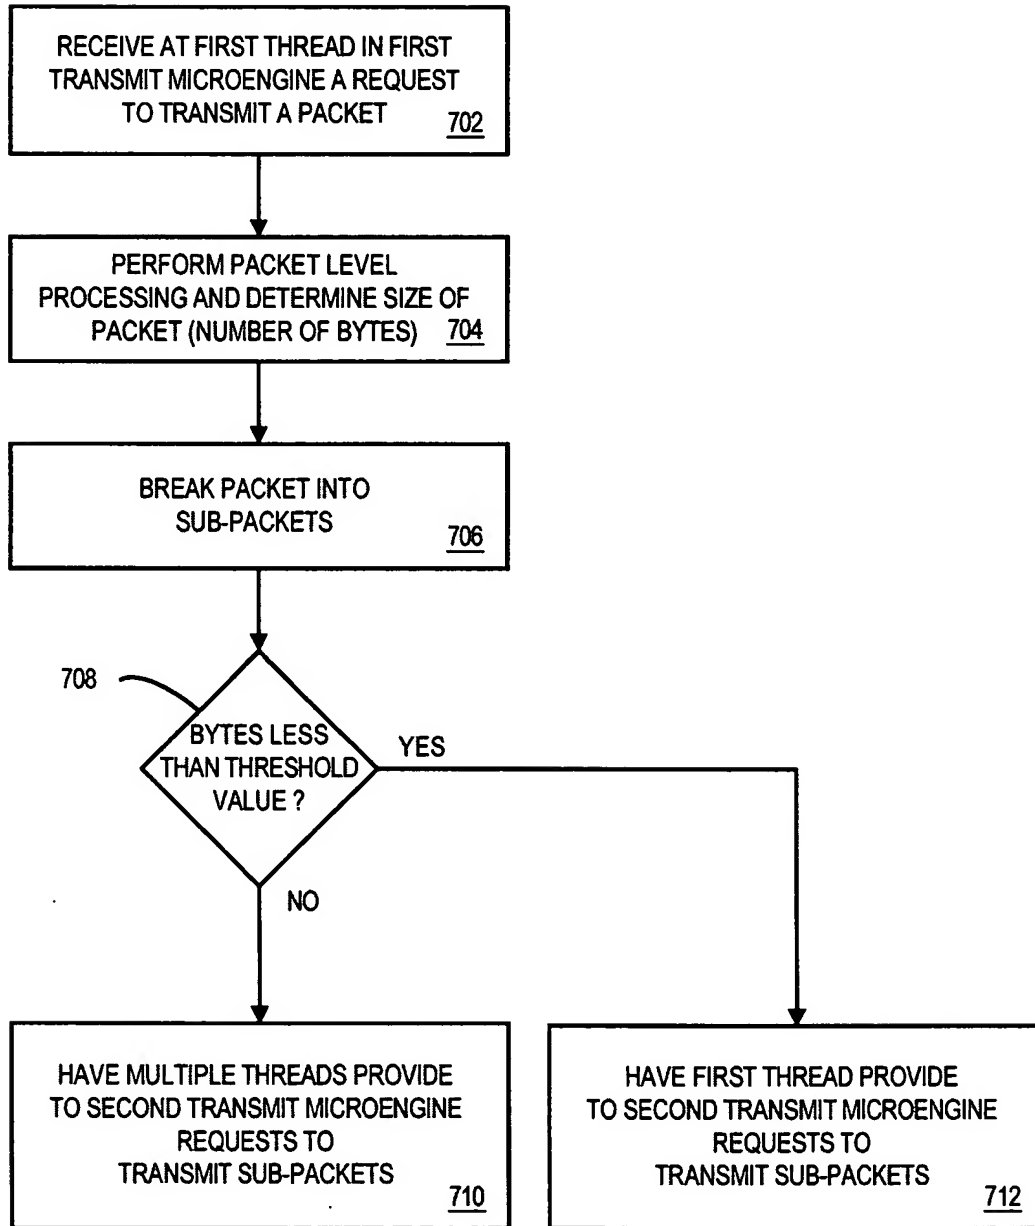 RECEIVE AT FIRST THREAD IN FIRST
TRANSMIT MICROENGINE A REQUEST
TO TRANSMIT A PACKET
702
PERFORM PACKET LEVEL
PROCESSING AND DETERMINE SIZE OF
PACKET (NUMBER OF BYTES)
704
BREAK PACKET INTO
SUB-PACKETS
706
708
BYTES LESS
THAN THRESHOLD
VALUE ?
YES
NO
HAVE MULTIPLE THREADS PROVIDE
TO SECOND TRANSMIT MICROENGINE
REQUESTS TO
TRANSMIT SUB-PACKETS
710
HAVE FIRST THREAD PROVIDE
TO SECOND TRANSMIT MICROENGINE
REQUESTS TO
TRANSMIT SUB-PACKETS
712